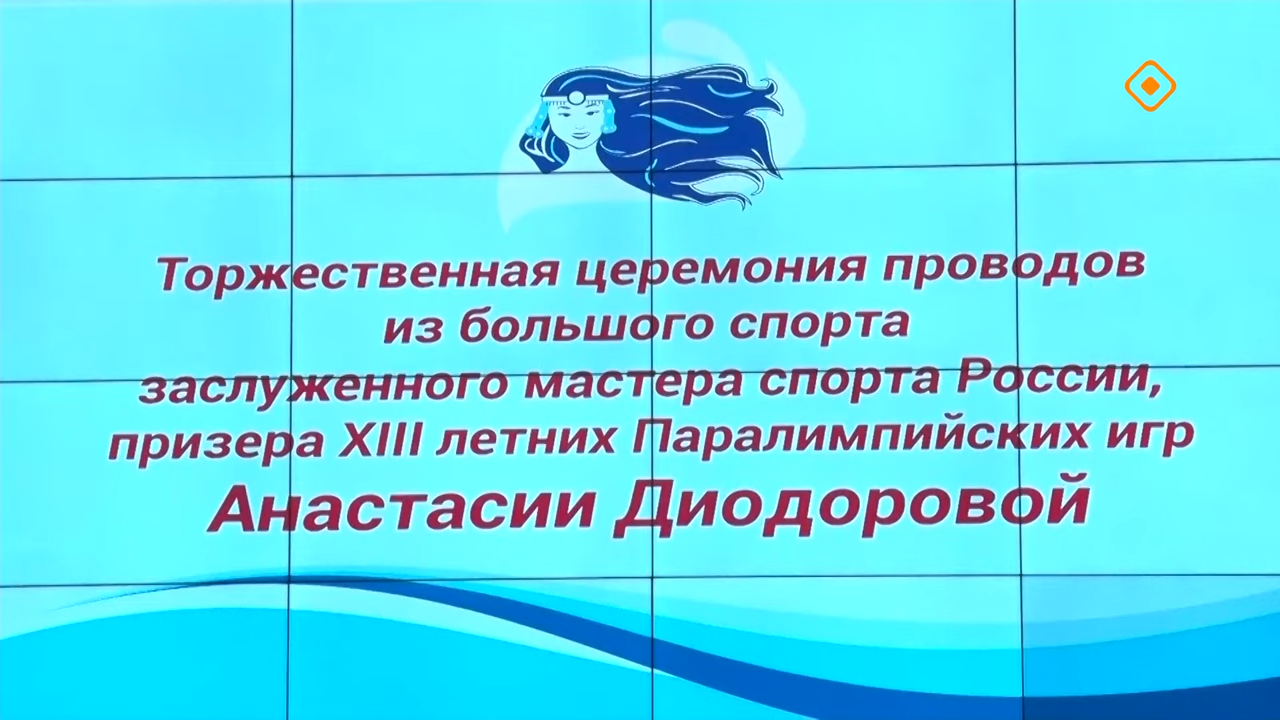 Торжественная церемония проводов
из большого спорта
заслуженного мастера спорта России,
призера XIII летних Паралимпийских игр
Анастасии Диодоровой